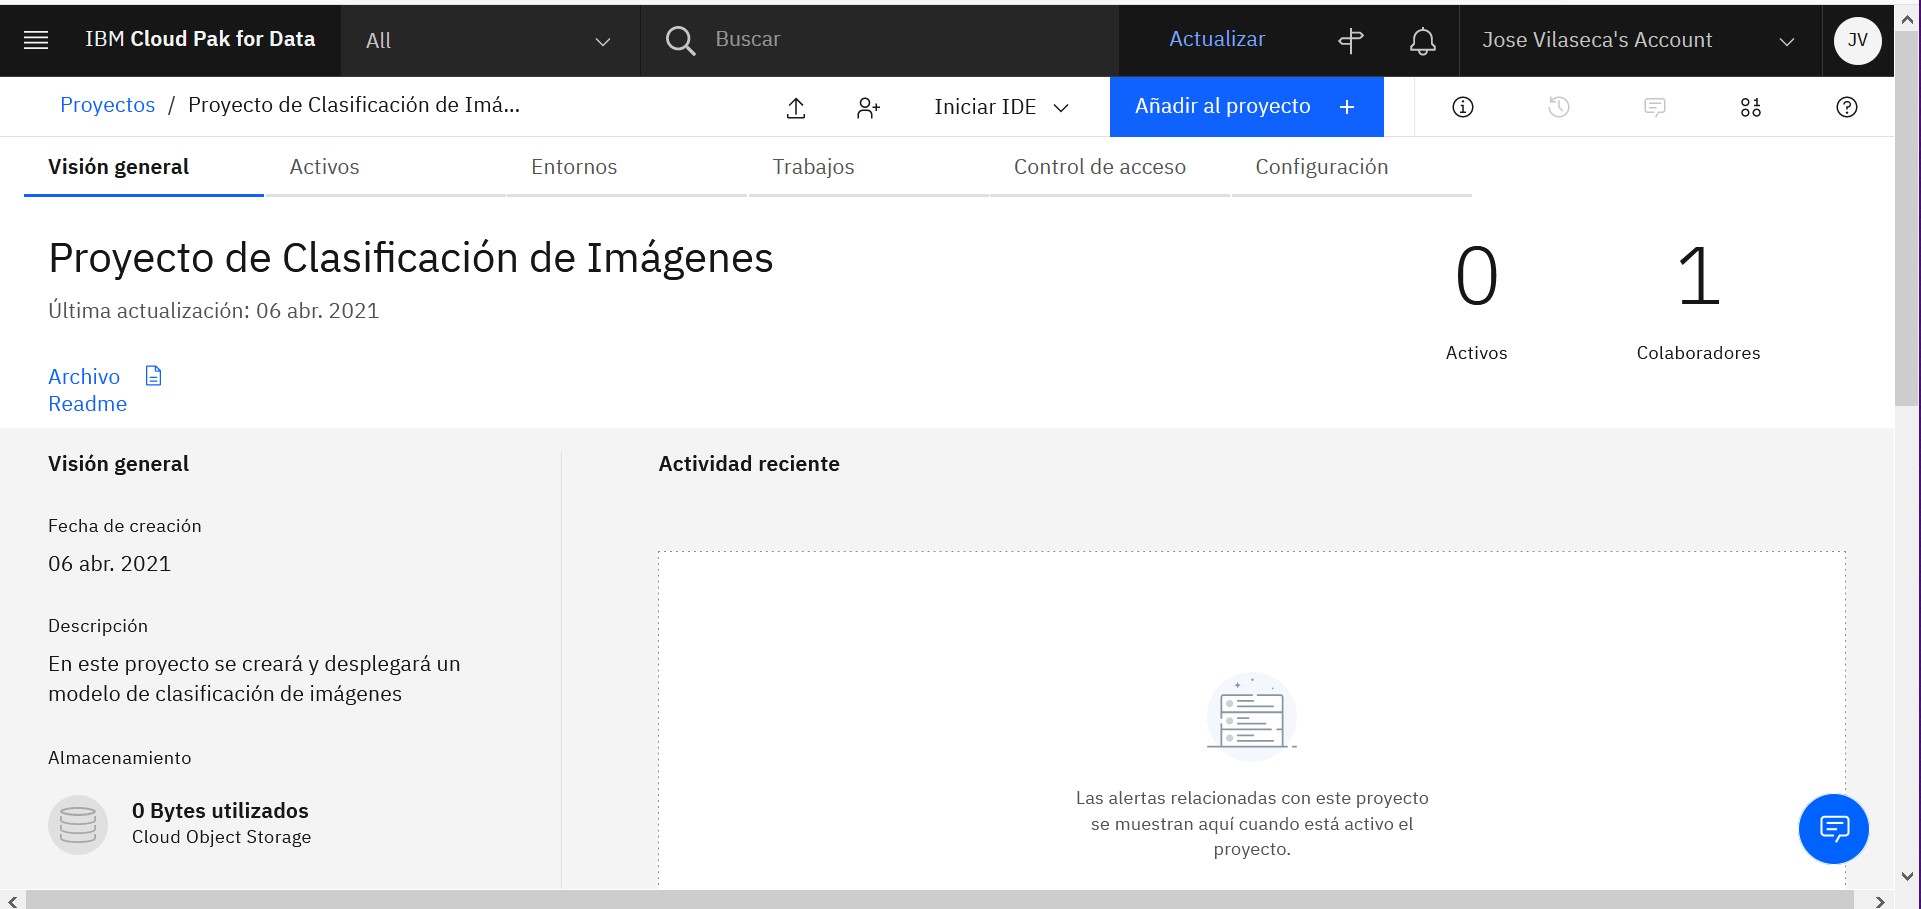 IBM Cloud Pak for Data
All
Buscar
Actualizar
Jose Vilaseca's Account
JV
Proyectos / Proyecto de Clasificación de Imá...
Iniciar IDE
Añadir al proyecto +
Visión general
Activos
Entornos
Trabajos
Control de acceso
Configuración
Proyecto de Clasificación de Imágenes
Última actualización: 06 abr. 2021
0
Activos
1
Colaboradores
Archivo
Readme
Visión general
Fecha de creación
06 abr. 2021
Descripción
En este proyecto se creará y desplegará un
modelo de clasificación de imágenes
Almacenamiento
0 Bytes utilizados
Cloud Object Storage
Actividad reciente
Las alertas relacionadas con este proyecto
se muestran aquí cuando está activo el
proyecto.